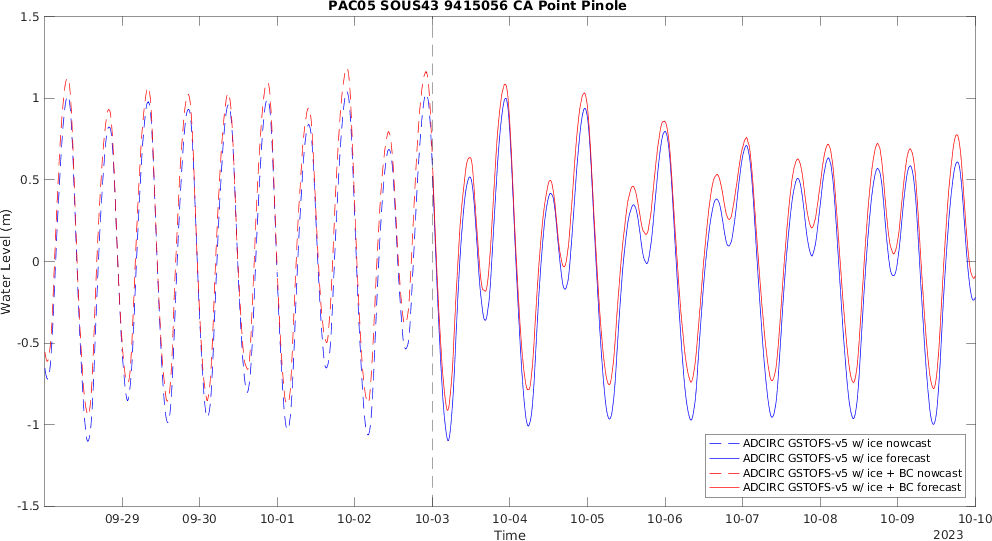 PAC05 SOUS43 9415056 CA Point Pinole
1.5
1
0.5
0
-0.5
-1
-1.5
Water Level (m)
ADCIRC GSTOFS-v5 w/ ice nowcast
ADCIRC GSTOFS-v5 w/ ice forecast
ADCIRC GSTOFS-v5 w/ ice + BC nowcast
ADCIRC GSTOFS-v5 w/ ice + BC forecast
09-29 09-30 10-01 10-02 10-03 10-04 10-05 10-06 10-07 10-08 10-09 10-10
Time
2023